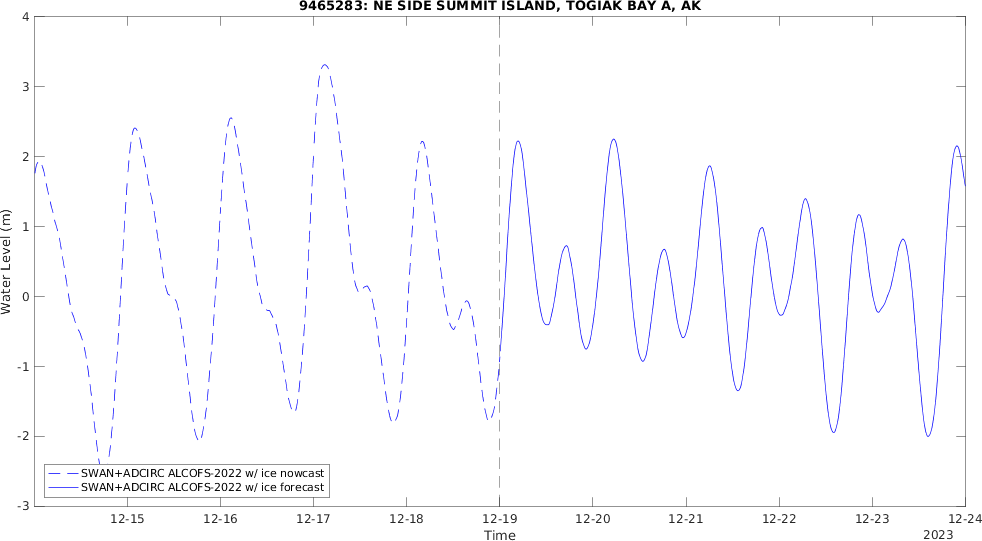 9465283: NE SIDE SUMMIT ISLAND, TOGIAK BAY A, AK
4
3
2
1
0
-1
-2
-3
Water Level (m)
SWAN+ADCIRC ALCOFS-2022 w/ ice nowcast
SWAN+ADCIRC ALCOFS-2022 w/ ice forecast
12-15 12-16 12-17 12-18 12-19 12-20 12-21 12-22 12-23 12-24
Time
2023